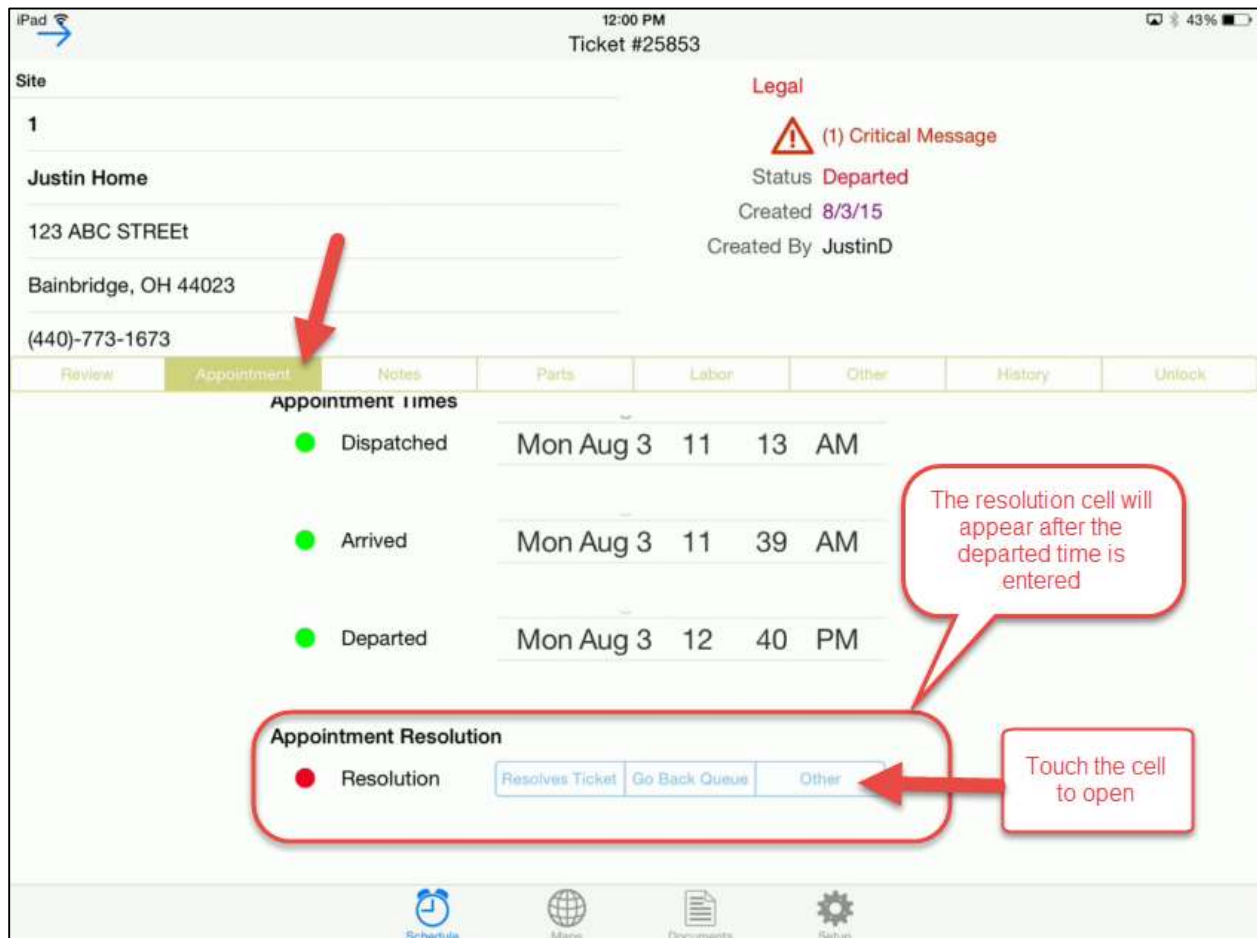 iPad
12:00 PM
43%
Ticket #25853
Site
1
Justin Home
123 ABC STREEt
Bainbridge, OH 44023
(440)-773-1673
Legal
(1) Critical Message
Status Departed
Created 8/3/15
Created By JustinD
Review Appointment Notes Parts Labor Other History Unlock
Appointment Times
Dispatched Mon Aug 3 11 13 AM
Arrived Mon Aug 3 11 39 AM
Departed Mon Aug 3 12 40 PM
The resolution cell will
appear after the
departed time is
entered
Appointment Resolution
Resolution Resolves Ticket Go Back Queue Other
Touch the cell
to open
Schedule Maps Documents Setup